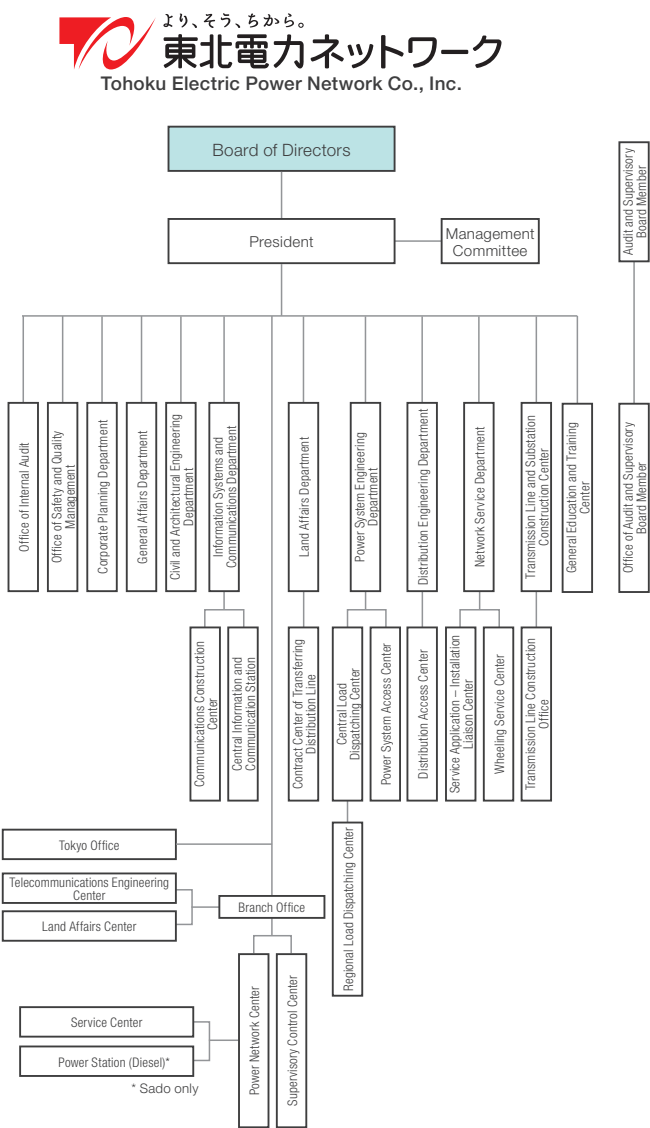 より、そう、ちから。
東北電力ネットワーク
Tohoku Electric Power Network Co., Inc.
Board of Directors
President
Management
Committee
Audit and Supervisory
Board Member
Office of Internal Audit
Office of Safety and Quality
Management
Corporate Planning Department
General Affairs Department
Civil and Architectural Engineering
Department
Information Systems and
Communications Department
Land Affairs Department
Power System Engineering
Department
Distribution Engineering Department
Network Service Department
Transmission Line and Substation
Construction Center
General Education and Training
Center
Office of Audit and Supervisory
Board Member
Communications Construction
Center
Central Information and
Communication Station
Contract Center of Transferring
Distribution Line
Central Load
Dispatching Center
Power System Access Center
Distribution Access Center
Service Application – Installation
Liaison Center
Wheeling Service Center
Transmission Line Construction
Office
Regional Load Dispatching Center
Tokyo Office
Telecommunications Engineering
Center
Land Affairs Center
Branch Office
Power Network Center
Supervisory Control Center
Service Center
Power Station (Diesel)*
* Sado only